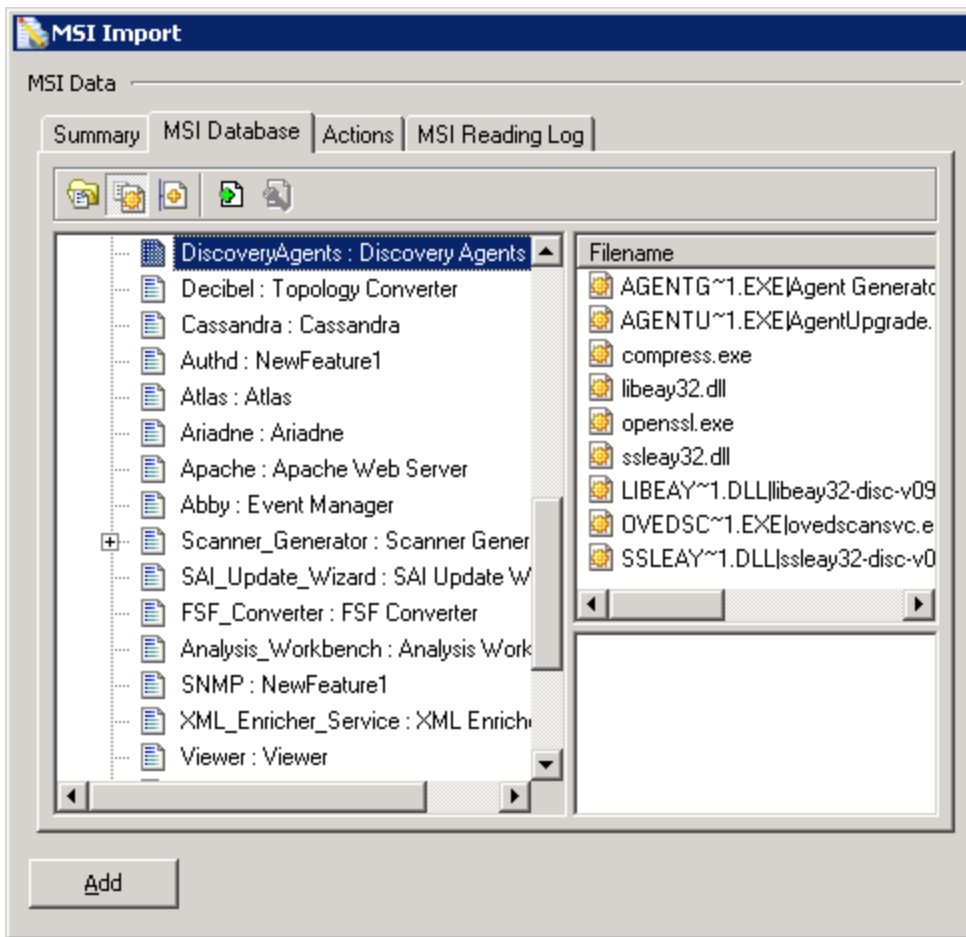 MSI Import
MSI Data
Summary MSI Database Actions MSI Reading Log
DiscoveryAgents : Discovery Agents
Decibel : Topology Converter
Cassandra : Cassandra
Authd : NewFeature1
Atlas : Atlas
Ariadne : Ariadne
Apache : Apache Web Server
Abby : Event Manager
Scanner_Generator : Scanner Gener
SAI_Update_Wizard : SAI Update W
FSF_Converter : FSF Converter
Analysis_Workbench : Analysis Work
SNMP : NewFeature1
XML_Enricher_Service : XML Enriche
Viewer : Viewer
Filename
AGENTG~1.EXE|Agent Generato
AGENTU~1.EXE|AgentUpgrade.
compress.exe
libeay32.dll
openssl.exe
ssleay32.dll
LIBEAY~1.DLL|libeay32-disc-v09
OVEDSC~1.EXE|ovedscansvc.e
SSLEAY~1.DLL|ssleay32-disc-v0
Add